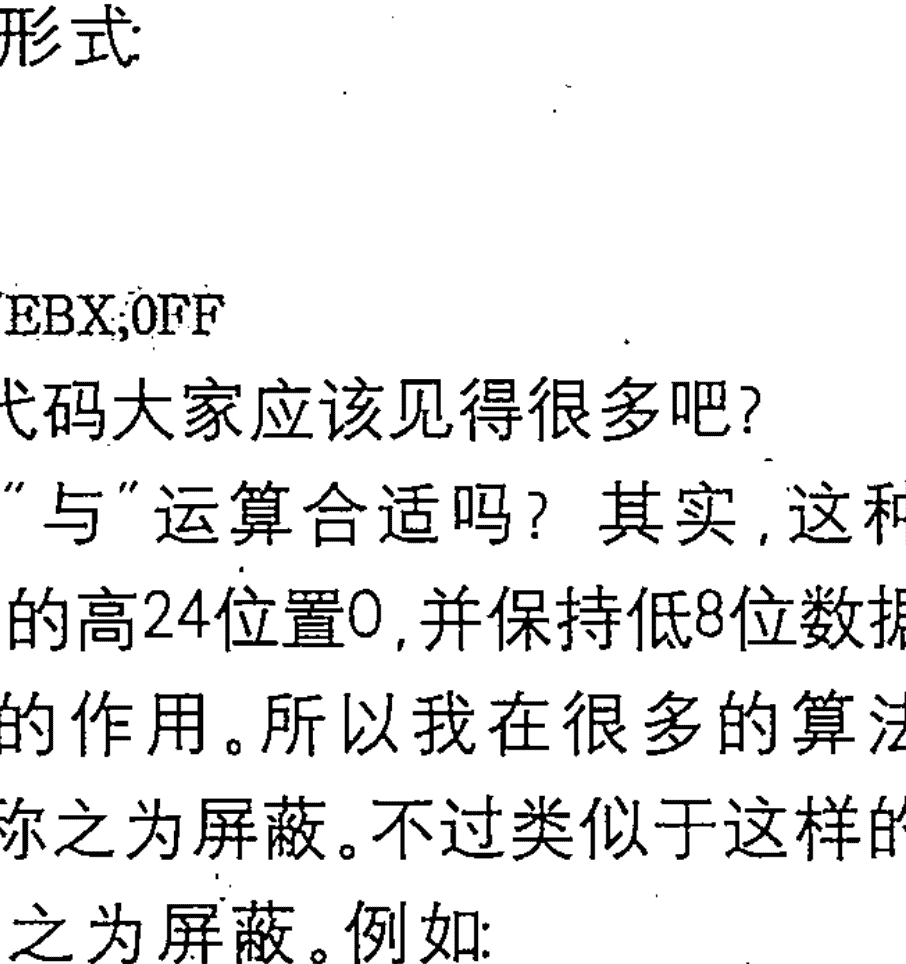 形式:
EBX,0FF
代码大家应该见得很多吧?
“与”运算合适吗? 其实,这种
的高24位置0,并保持低8位数据
的作用。所以我在很多的算法
称之为屏蔽。不过类似于这样的
之为屏蔽。例如: